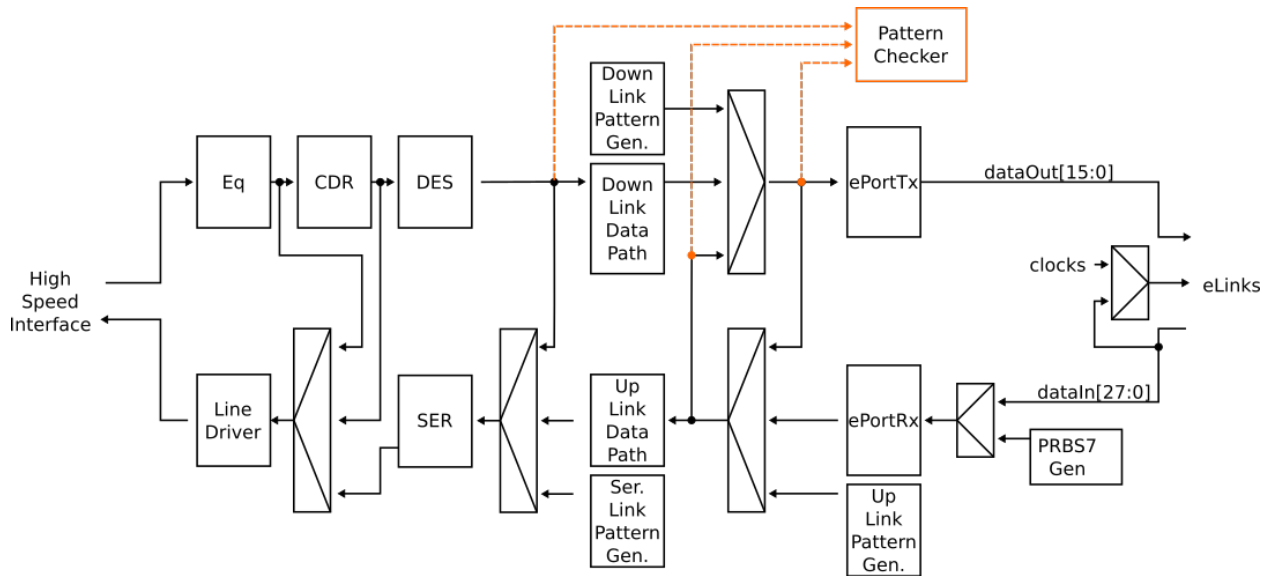 Pattern
Checker
Down
Link
Pattern
Gen.
Eq
CDR
DES
Down
Link
Data
Path
ePortTx
dataOut[15:0]
High
Speed
Interface
clocks
eLinks
Line
Driver
SER
Up
Link
Data
Path
ePortRx
dataIn[27:0]
PRBS7
Gen
Ser.
Link
Pattern
Gen.
Up
Link
Pattern
Gen.